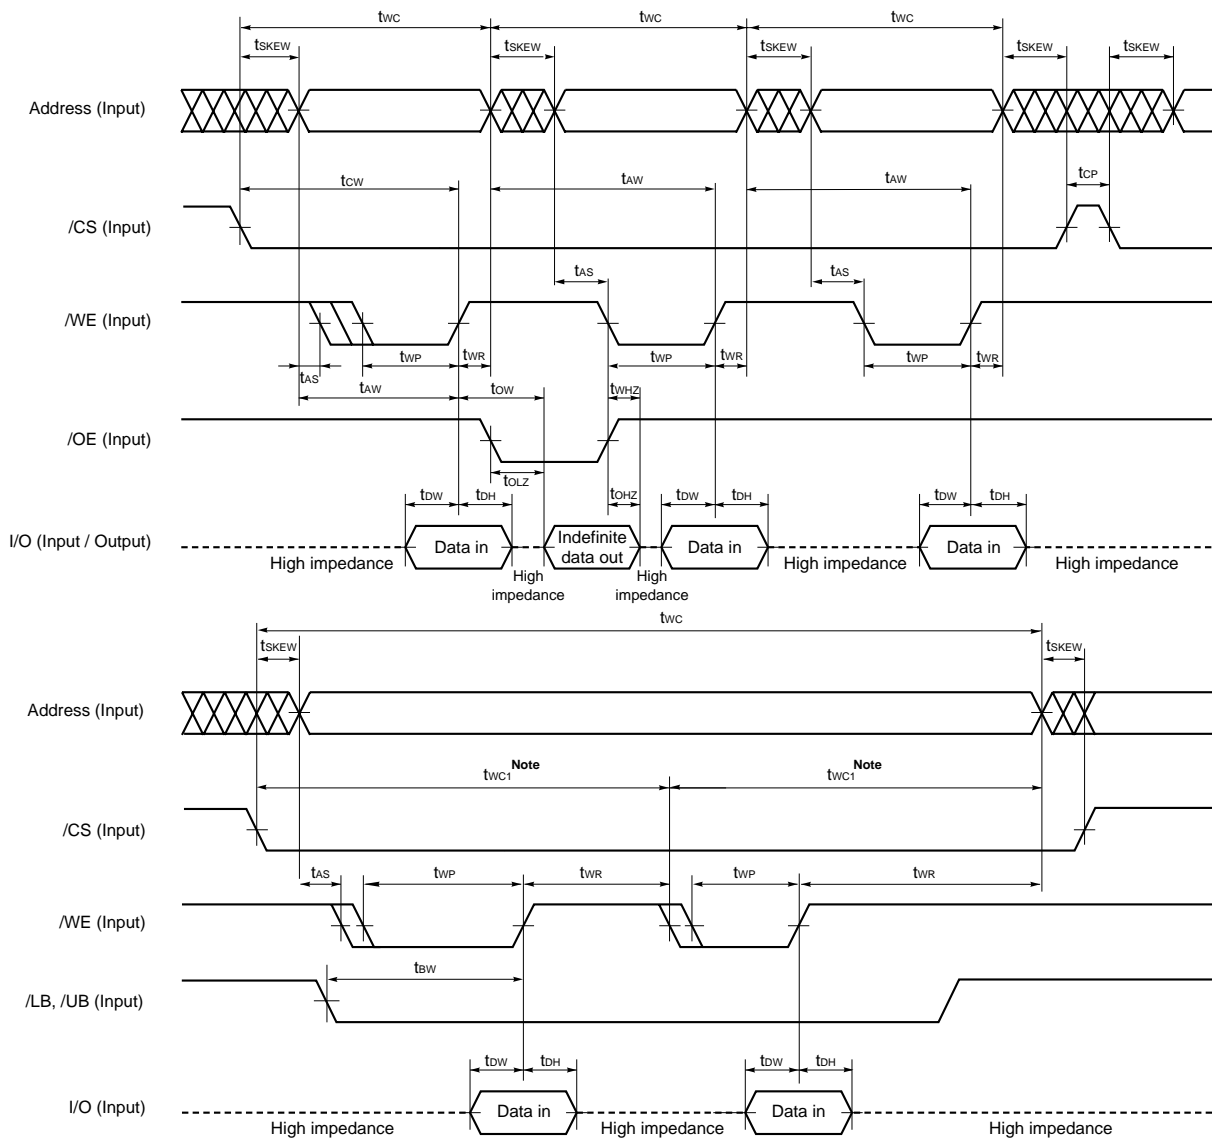 tWC tWC tWC
tSKEW tSKEW tSKEW tSKEW tSKEW
Address (Input)
tCW tAW tAW tCP
/CS (Input)
tAS tAS
/WE (Input)
tWP tWR tWP tWR tWP tWR
tAS
tAW tOW tWHZ
/OE (Input)
tOLZ tOHZ
tDW tDH tDW tDH tDW tDH
I/O (Input / Output)
Data in Indefinite data out Data in Data in
High impedance High impedance High impedance High impedance High impedance
tWC
tSKEW tSKEW
Address (Input)
tWC1 Note tWC1 Note
/CS (Input)
tAS tWP tWR tWP tWR
/WE (Input)
tBW
/LB, /UB (Input)
tDW tDH tDW tDH
I/O (Input)
Data in Data in
High impedance High impedance High impedance